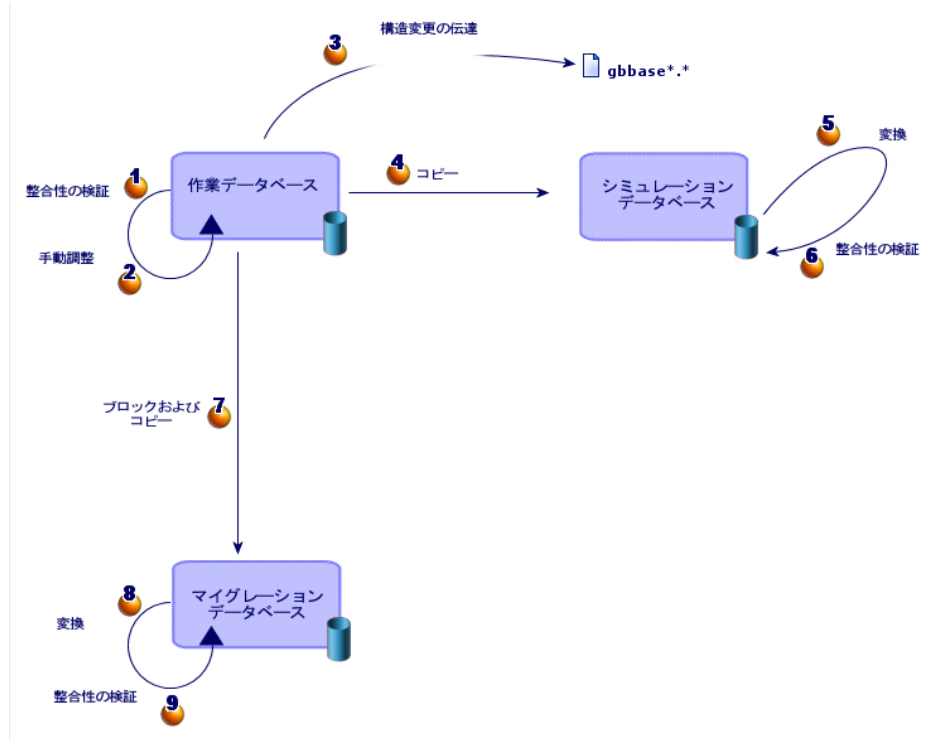 構造変更の伝達
3
gbbase*.*
5
変換
1
整合性の検証
作業データベース
4
コピー
シミュレーション
データベース
手動調整
2
6
整合性の検証
ブロックおよび
コピー
7
8
マイグレーション
データベース
変換
整合性の検証
9